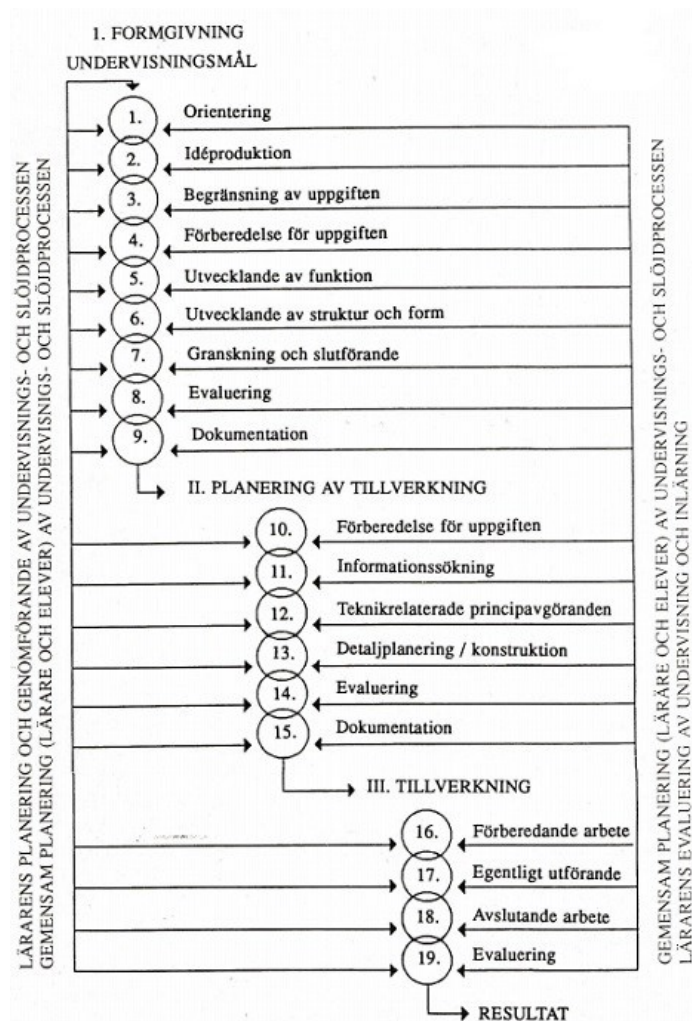 1. FORMGIVNING
UNDERVISNINGSMÅL
1. Orientering
2. Idéproduktion
3. Begränsning av uppgiften
4. Förberedelse för uppgiften
5. Utvecklande av funktion
6. Utvecklande av struktur och form
7. Granskning och slutförande
8. Evaluering
9. Dokumentation
II. PLANERING AV TILLVERKNING
10. Förberedelse för uppgiften
11. Informationssökning
12. Teknikrelaterade principavgöranden
13. Detaljplanering / konstruktion
14. Evaluering
15. Dokumentation
III. TILLVERKNING
16. Förberedande arbete
17. Egentligt utförande
18. Avslutande arbete
19. Evaluering
RESULTAT
LÄRARENS PLANERING OCH GENOMFÖRANDE AV UNDERVISNINGS- OCH SLÖJDPROCESSEN
GEMENSAM PLANERING (LÄRARE OCH ELEVER) AV UNDERVISNIGS- OCH SLÖJDPROCESSEN
GEMENSAM PLANERING (LÄRÄRE OCH ELEVER) AV UNDERVISNINGS- OCH SLÖJDPROCESSEN
LÄRARENS EVALUERING AV UNDERVISNING OCH INLÄRNING